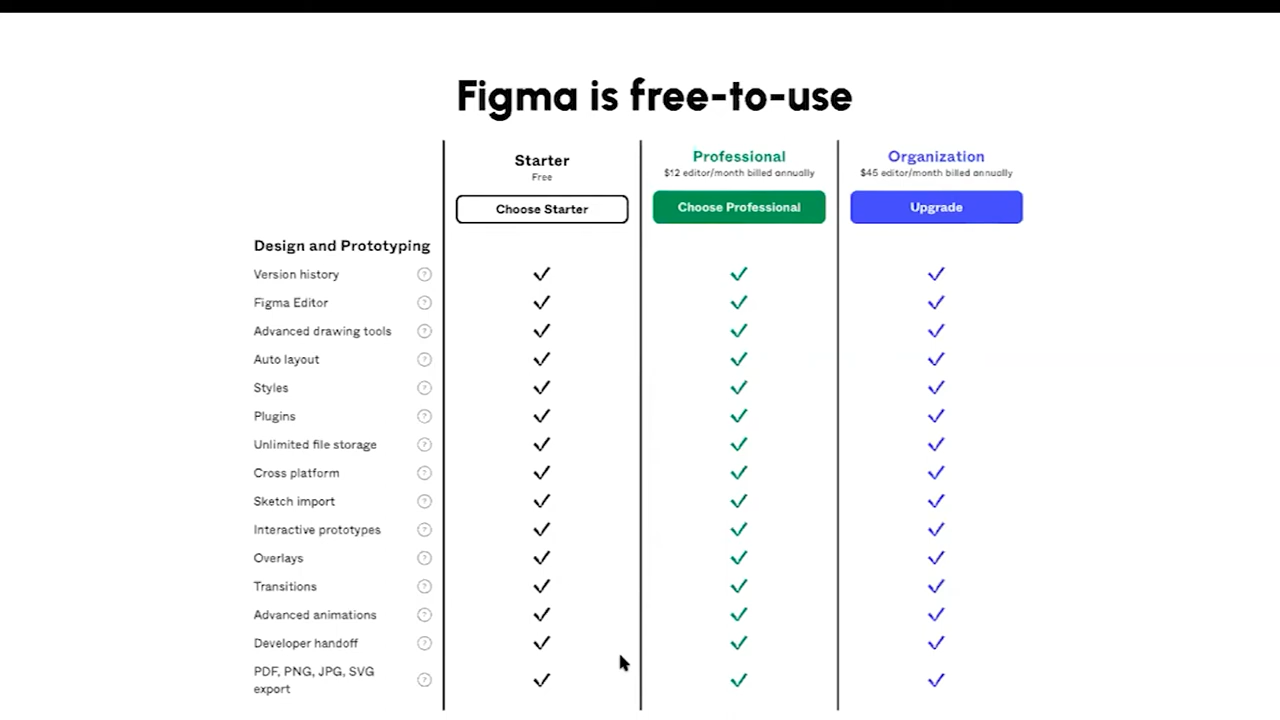 Figma is free-to-use
Starter
Free
Choose Starter
Professional
$12 editor/month billed annually
Choose Professional
Organization
$45 editor/month billed annually
Upgrade
Design and Prototyping
Version history ?
Figma Editor ?
Advanced drawing tools ?
Auto layout ?
Styles ?
Plugins ?
Unlimited file storage ?
Cross platform ?
Sketch import ?
Interactive prototypes ?
Overlays ?
Transitions ?
Advanced animations ?
Developer handoff ?
PDF, PNG, JPG, SVG ?
export